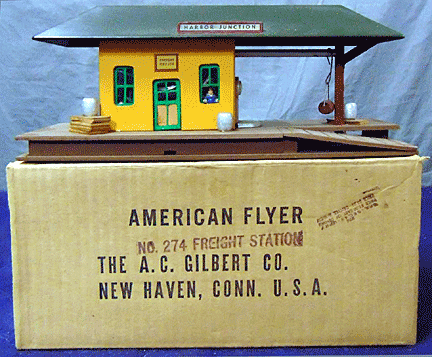 HARBOR JUNCTION
AMERICAN FLYER
NO. 274 FREIGHT STATION
THE A.C. GILBERT CO.
NEW HAVEN, CONN. U.S.A.